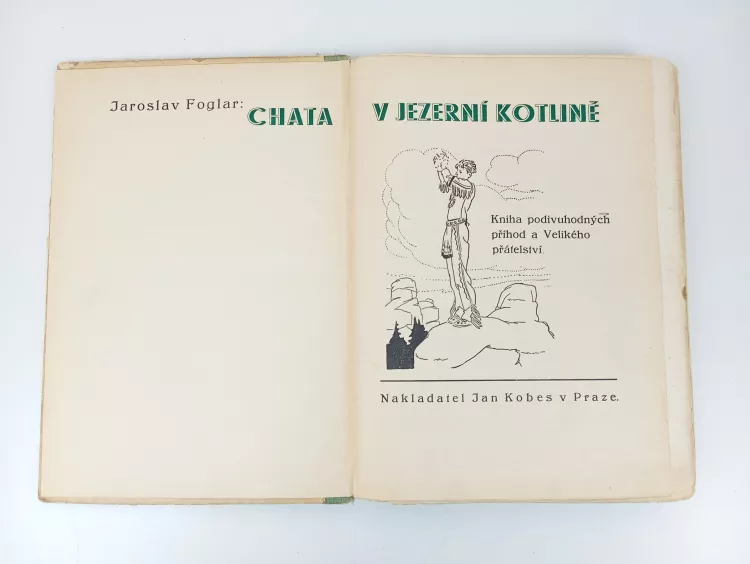 Jaroslav Foglar:
CHATA
V JEZERNÍ KOTLINĚ
Kniha podivuhodných
příhod a Velikého
přátelství.
Nakladatel Jan Kobes v Praze.